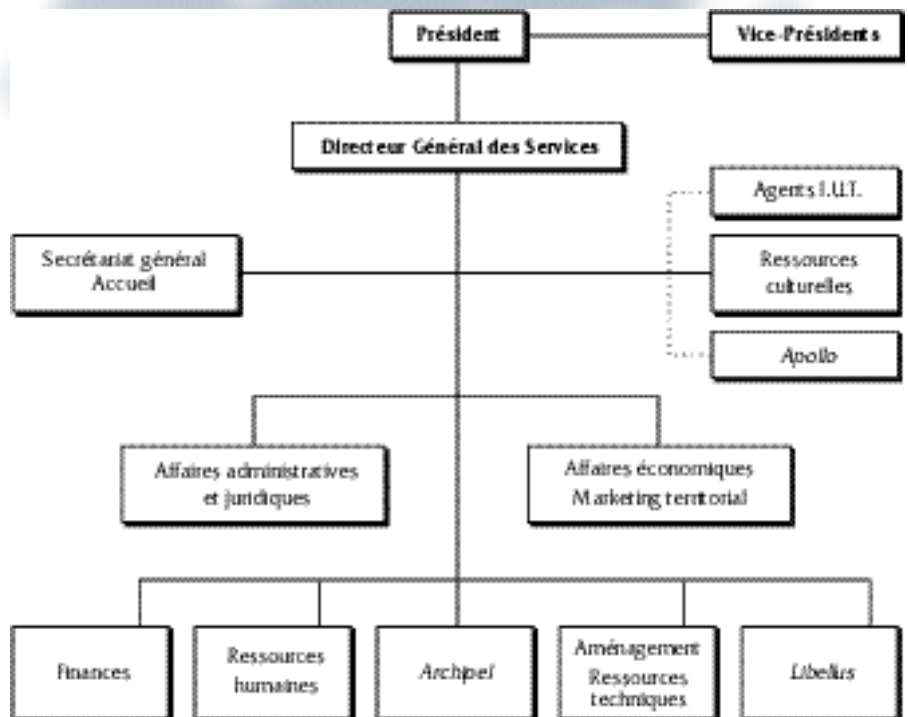 Président
Vice-Présidents
Directeur Général des Services
Agents I.U.T.
Secrétariat général
Accueil
Ressources
culturelles
Apollo
Affaires administratives
et juridiques
Affaires économiques
Marketing territorial
Finances
Ressources
humaines
Archipel
Aménagement
Ressources
techniques
Libellus